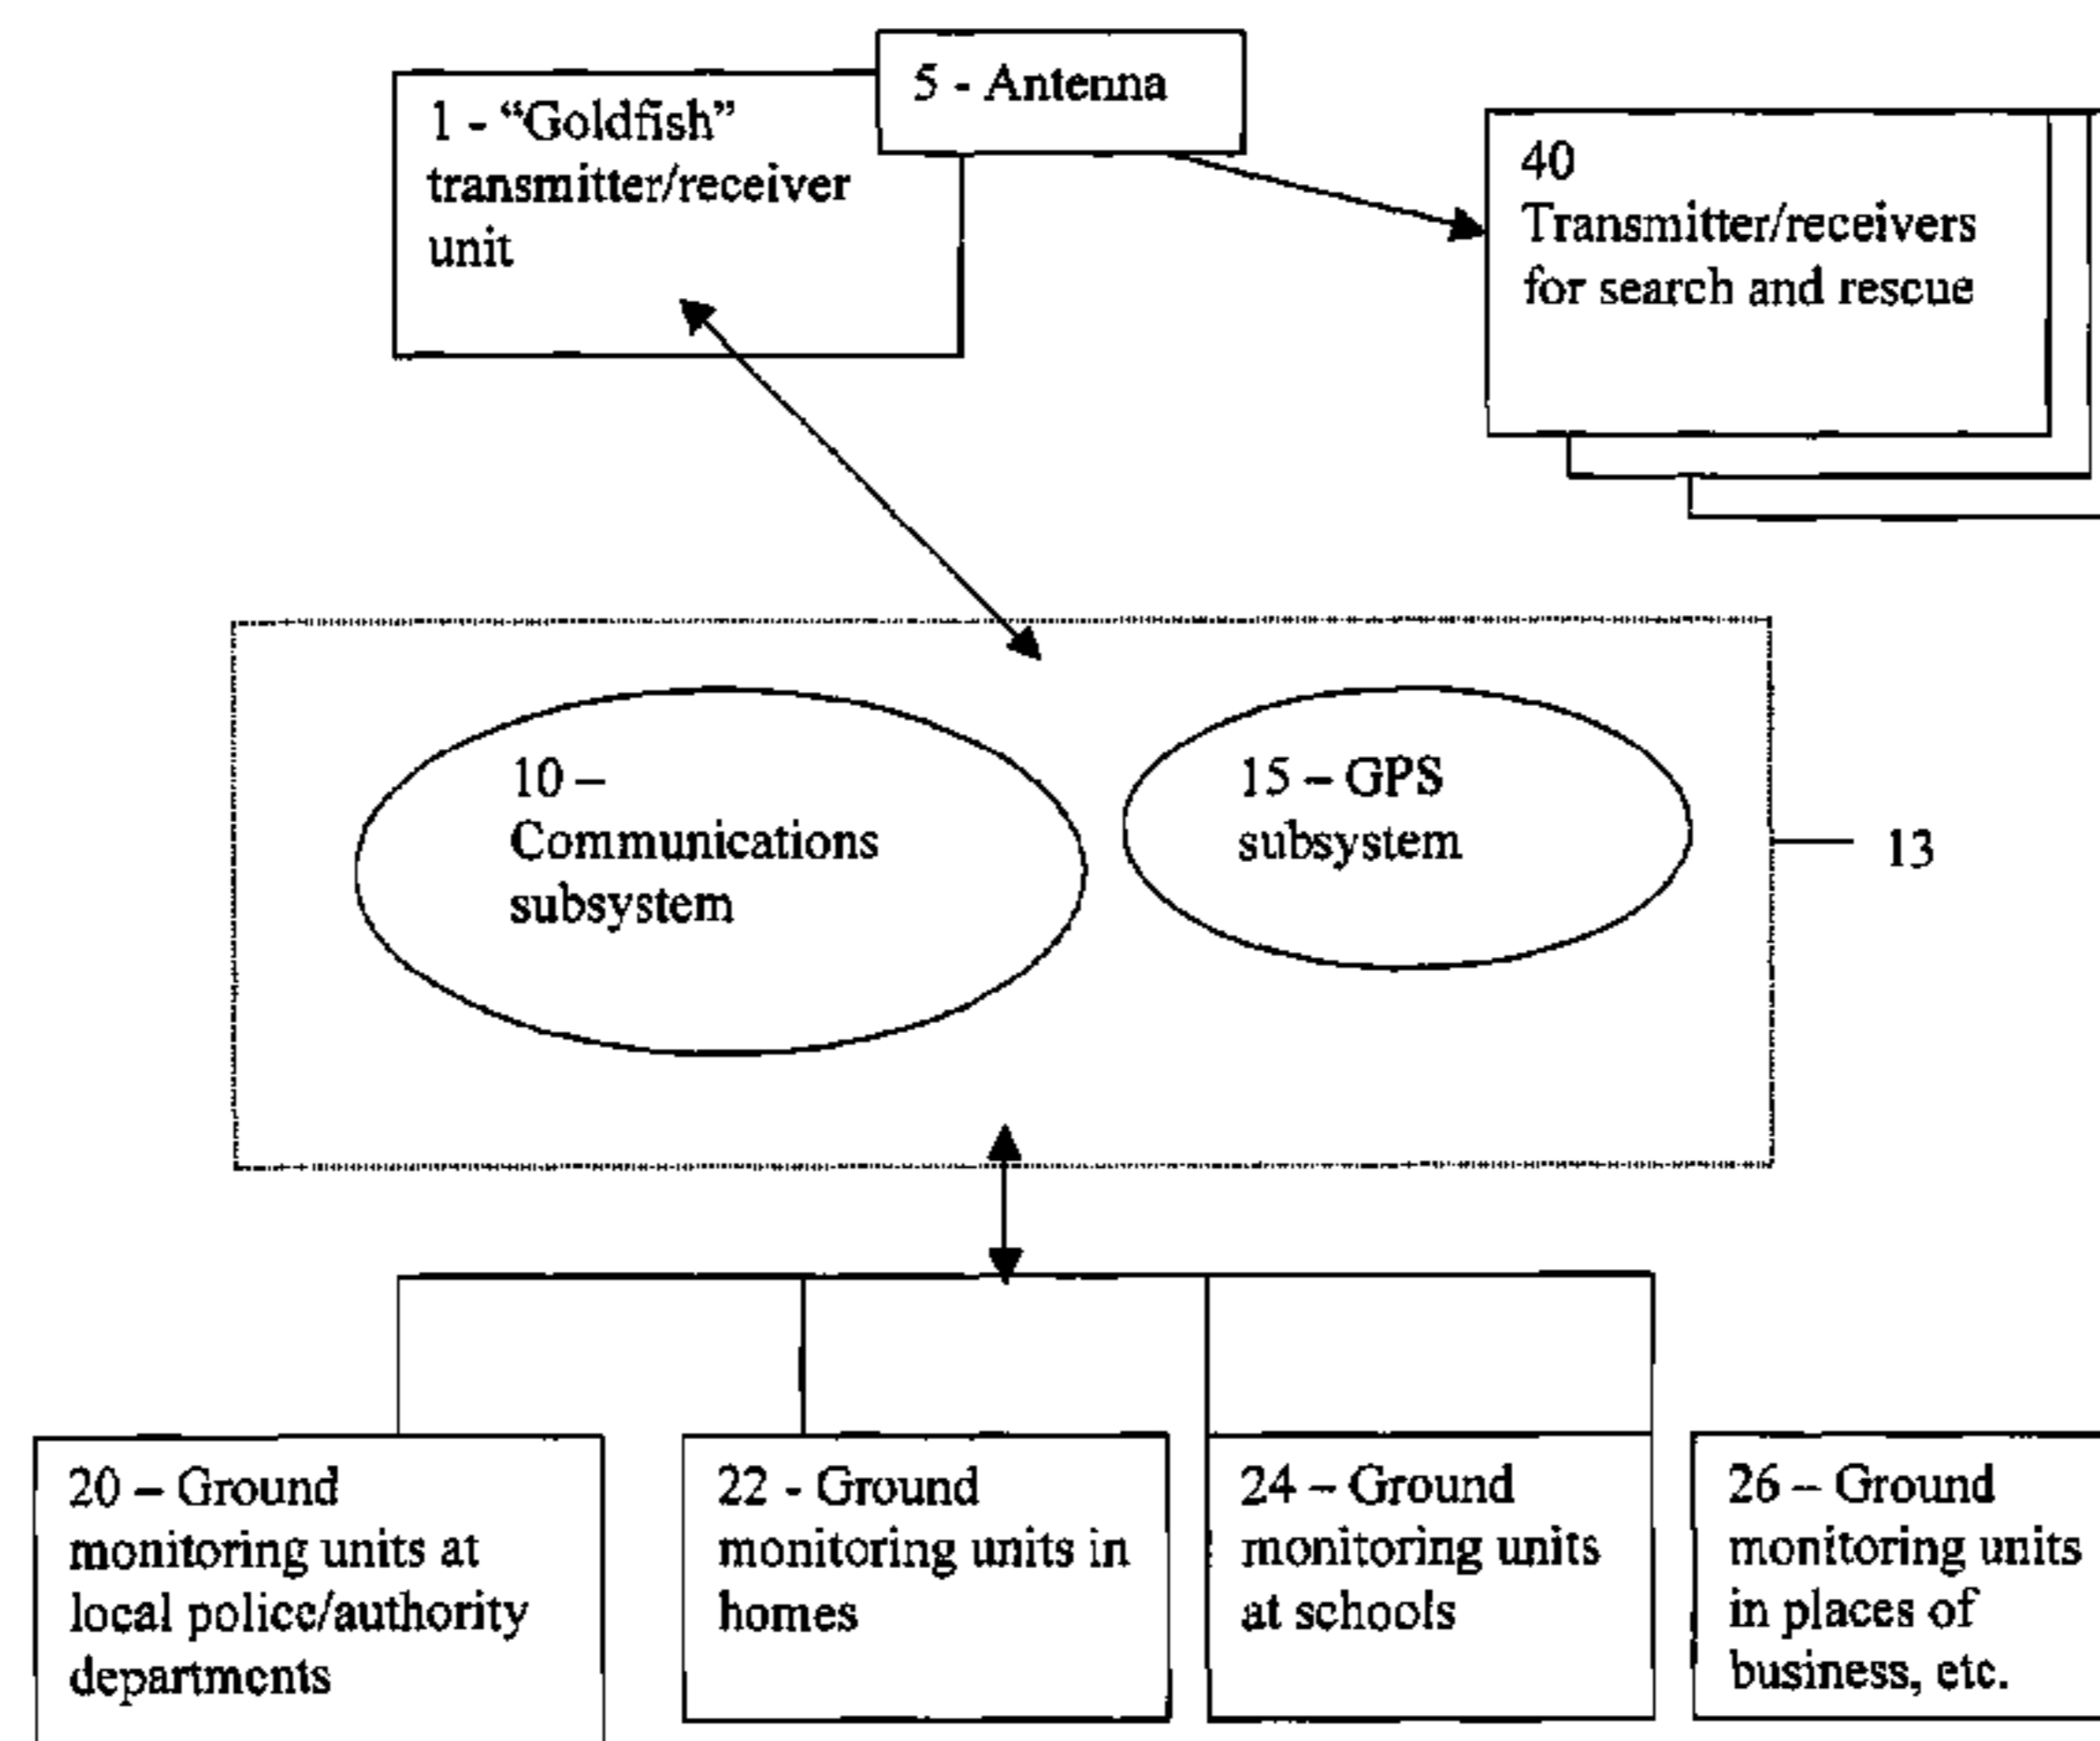 5 - Antenna
1 - “Goldfish”
transmitter/receiver
unit
40
Transmitter/receivers
for search and rescue
10 –
Communications
subsystem
15 – GPS
subsystem
13
20 – Ground
monitoring units at
local police/authority
departments
22 - Ground
monitoring units in
homes
24 – Ground
monitoring units
at schools
26 – Ground
monitoring units
in places of
business, etc.